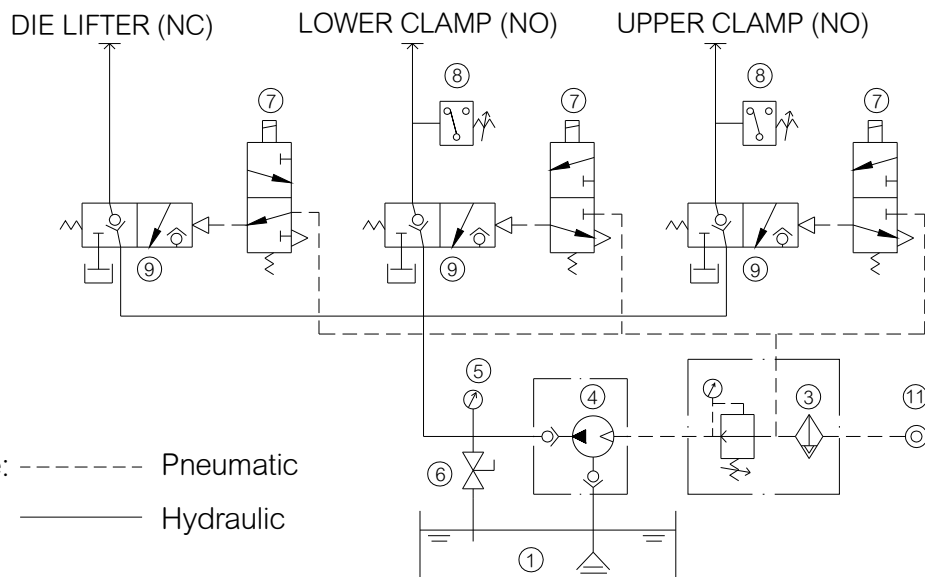 DIE LIFTER (NC) LOWER CLAMP (NO) UPPER CLAMP (NO)
8 8
7 7 7
9 9 9
5 4 3 11
: Pneumatic
6
Hydraulic
1